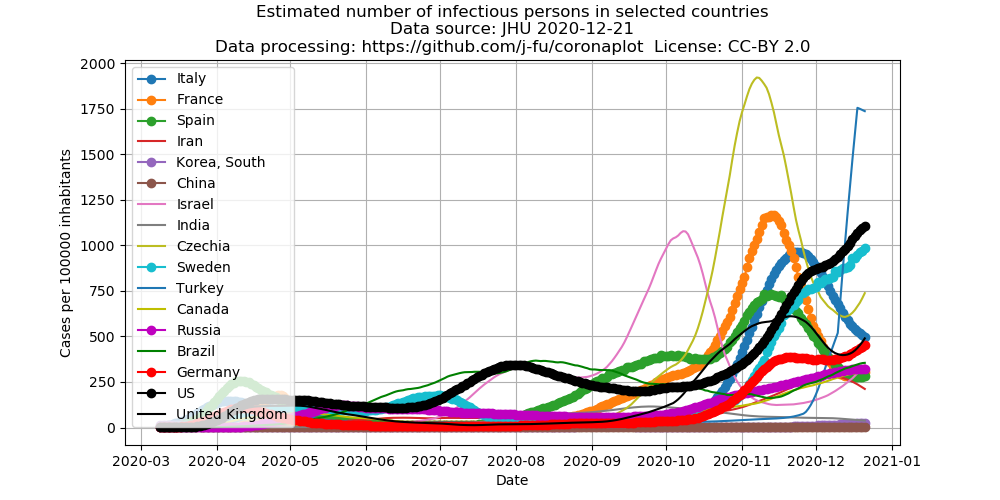 Estimated number of infectious persons in selected countries
Data source: JHU 2020-12-21
Data processing: https://github.com/j-fu/coronaplot  License: CC-BY 2.0
Cases per 100000 inhabitants
2000
1750
1500
1250
1000
750
500
250
0
Italy
France
Spain
Iran
Korea, South
China
Israel
India
Czechia
Sweden
Turkey
Canada
Russia
Brazil
Germany
US
United Kingdom
2020-03 2020-04 2020-05 2020-06 2020-07 2020-08 2020-09 2020-10 2020-11 2020-12 2021-01
Date